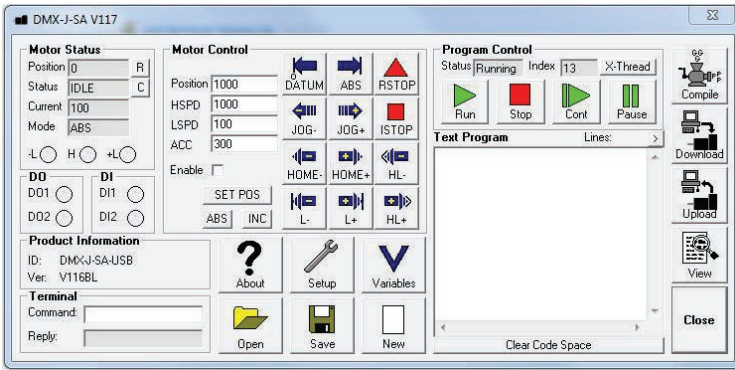 DMX-J-SA V117
Motor Status
Position 0 R
Status IDLE C
Current 100
Mode ABS
-L H +L
DO
DO1
DO2
DI
DI1
DI2
Product Information
ID: DMX-J-SA-USB
Ver: V116BL
Terminal
Command:
Reply:
Motor Control
Position 1000
HSPD 1000
LSPD 100
ACC 300
Enable
SET POS
ABS INC
DATUM ABS RSTOP
JOG- JOG+ ISTOP
HOME- HOME+ HL-
L- L+ HL+
About Setup Variables
Open Save New
Program Control
Status Running Index 13 X-Thread
Run Stop Cont Pause
Text Program Lines: >
Clear Code Space
Compile
Download
Upload
View
Close